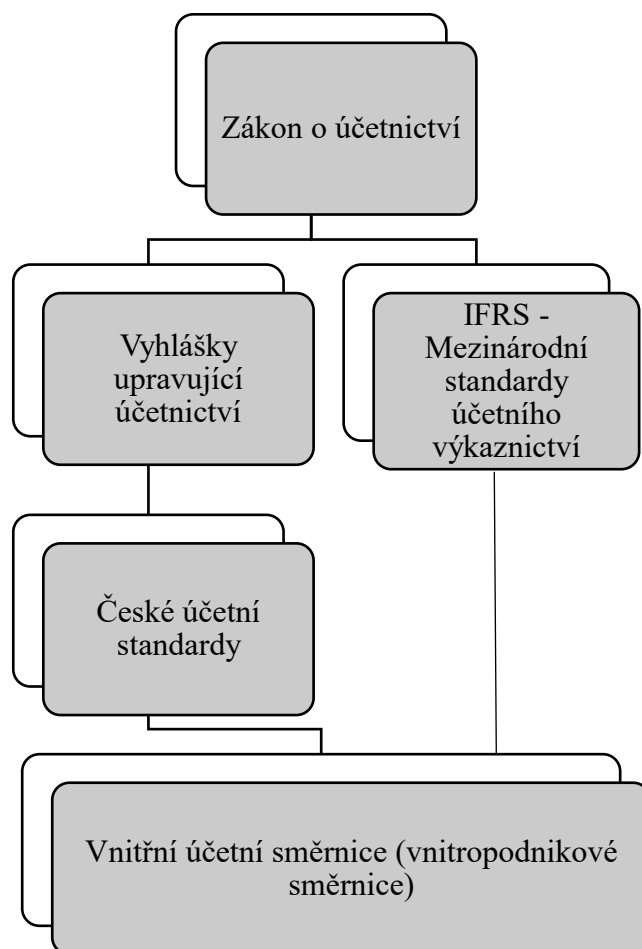 Zákon o účetnictví
Vyhlášky
upravující
účetnictví
IFRS -
Mezinárodní
standardy
účetního
výkaznictví
České účetní
standardy
Vnitřní účetní směrnice (vnitropodnikové
směrnice)